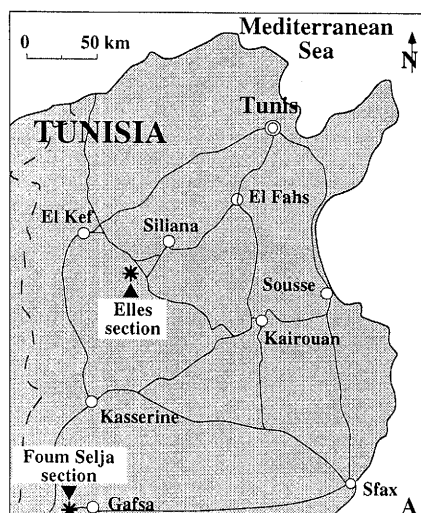 0 50 km
Mediterranean
Sea
N
Tunis
TUNISIA
El Fahs
El Kef
Siliana
Elles
section
Sousse
Kairouan
Kasserine
Foum Selja
section
Gafsa
Sfax
A